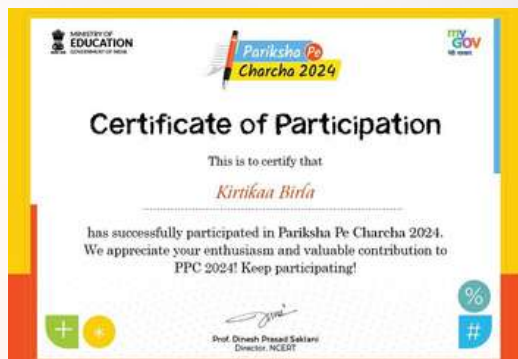 MINISTRY OF
EDUCATION
GOVERNMENT OF INDIA
Pariksha Pe
Charcha 2024
my
GOV
मेरी सरकार
Certificate of Participation
This is to certify that
Kirtikaa Birla
has successfully participated in Pariksha Pe Charcha 2024.
We appreciate your enthusiasm and valuable contribution to
PPC 2024! Keep participating!
Prof. Dinesh Prasad Saklani
Director, NCERT
+
*
%
#